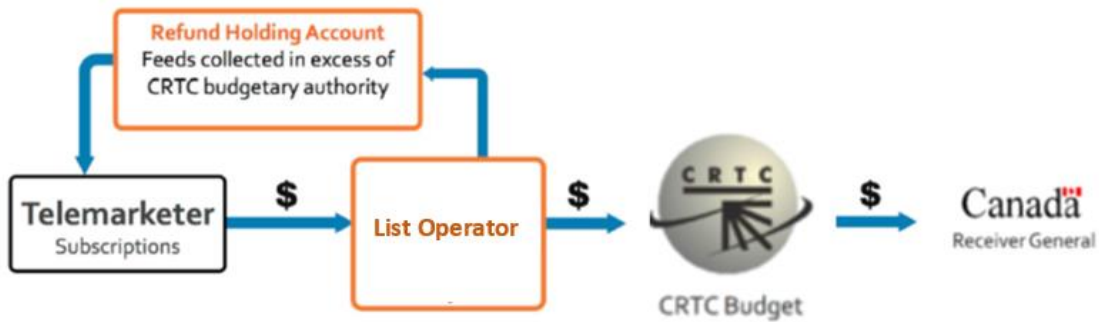 Refund Holding Account
Feeds collected in excess of
CRTC budgetary authority
Telemarketer
Subscriptions
$
List Operator
$
CRTC
CRTC Budget
$
Canada
Receiver General